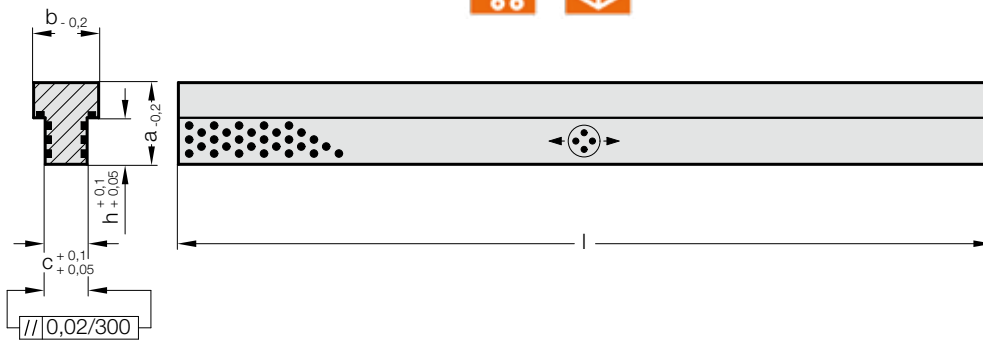 b - 0,2
a -0,2
h + 0,1 + 0,05
l
c + 0,1 + 0,05
// 0,02/300